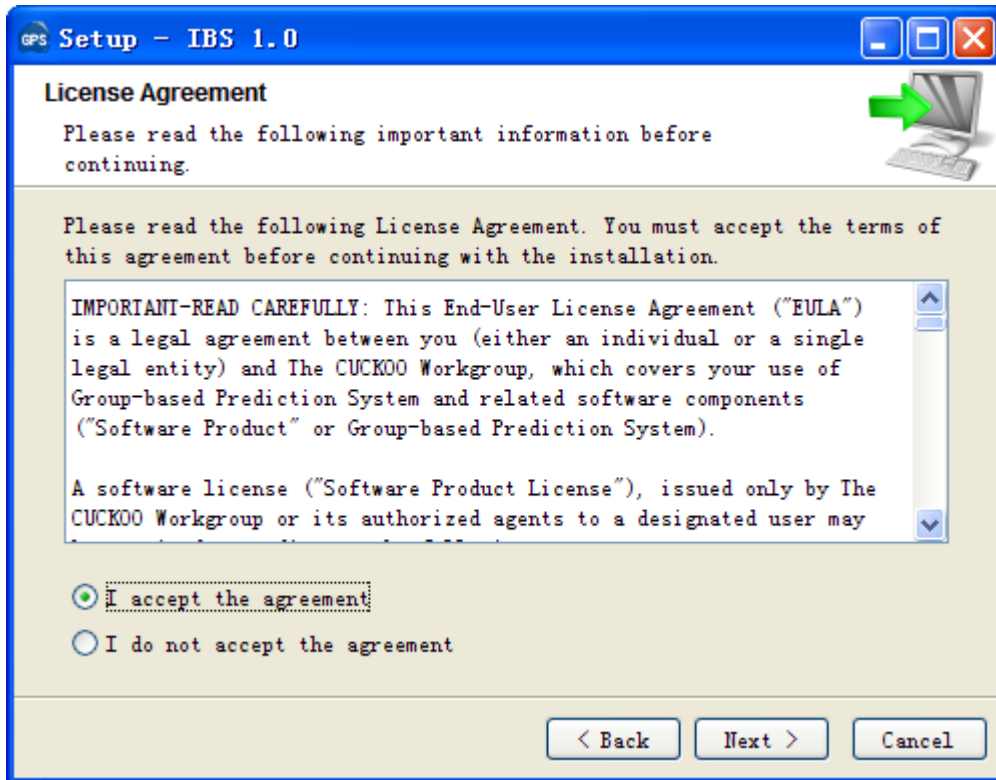 GPS Setup - IBS 1.0
License Agreement
Please read the following important information before
continuing.
Please read the following License Agreement. You must accept the terms of
this agreement before continuing with the installation.
IMPORTANT-READ CAREFULLY: This End-User License Agreement ("EULA")
is a legal agreement between you (either an individual or a single
legal entity) and The CUCKOO Workgroup, which covers your use of
Group-based Prediction System and related software components
("Software Product" or Group-based Prediction System).
A software license ("Software Product License"), issued only by The
CUCKOO Workgroup or its authorized agents to a designated user may
I accept the agreement
I do not accept the agreement
< Back Next > Cancel